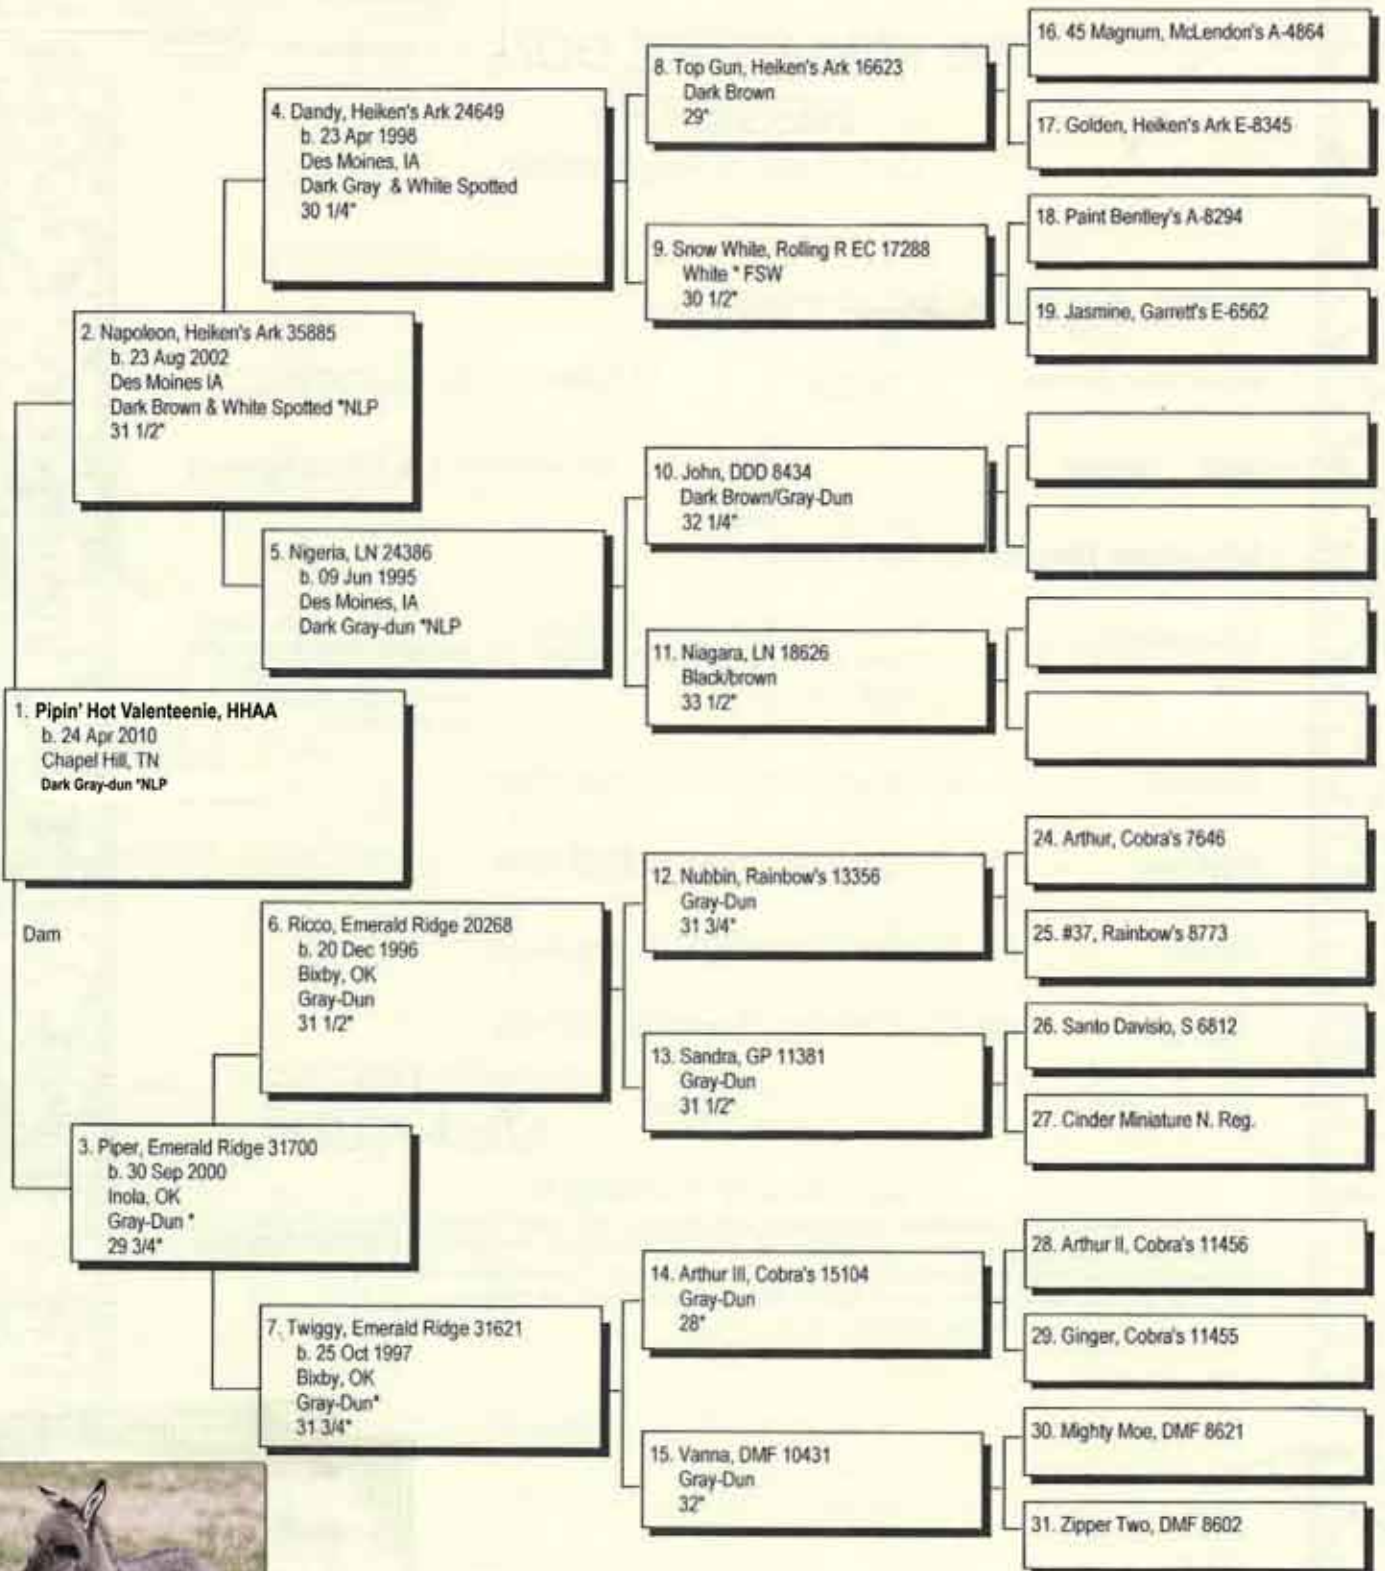 1. Pipin' Hot Valenteenie, HHAA
b. 24 Apr 2010
Chapel Hill, TN
Dark Gray-dun *NLP
Dam
2. Napoleon, Heiken's Ark 35885
b. 23 Aug 2002
Des Moines IA
Dark Brown & White Spotted *NLP
31 1/2"
3. Piper, Emerald Ridge 31700
b. 30 Sep 2000
Inola, OK
Gray-Dun *
29 3/4"
4. Dandy, Heiken's Ark 24649
b. 23 Apr 1998
Des Moines, IA
Dark Gray & White Spotted
30 1/4"
5. Nigeria, LN 24386
b. 09 Jun 1995
Des Moines, IA
Dark Gray-dun *NLP
6. Ricco, Emerald Ridge 20268
b. 20 Dec 1996
Bixby, OK
Gray-Dun
31 1/2"
7. Twiggy, Emerald Ridge 31621
b. 25 Oct 1997
Bixby, OK
Gray-Dun*
31 3/4"
8. Top Gun, Heiken's Ark 16623
Dark Brown
29"
9. Snow White, Rolling R EC 17288
White * FSW
30 1/2"
10. John, DDD 8434
Dark Brown/Gray-Dun
32 1/4"
11. Niagara, LN 18626
Black/brown
33 1/2"
12. Nubbin, Rainbow's 13356
Gray-Dun
31 3/4"
13. Sandra, GP 11381
Gray-Dun
31 1/2"
14. Arthur III, Cobra's 15104
Gray-Dun
28"
15. Vanna, DMF 10431
Gray-Dun
32"
16. 45 Magnum, McLendon's A-4864
17. Golden, Heiken's Ark E-8345
18. Paint Bentley's A-8294
19. Jasmine, Garrett's E-6562
24. Arthur, Cobra's 7646
25. #37, Rainbow's 8773
26. Santo Davisio, S 6812
27. Cinder Miniature N. Reg.
28. Arthur II, Cobra's 11456
29. Ginger, Cobra's 11455
30. Mighty Moe, DMF 8621
31. Zipper Two, DMF 8602